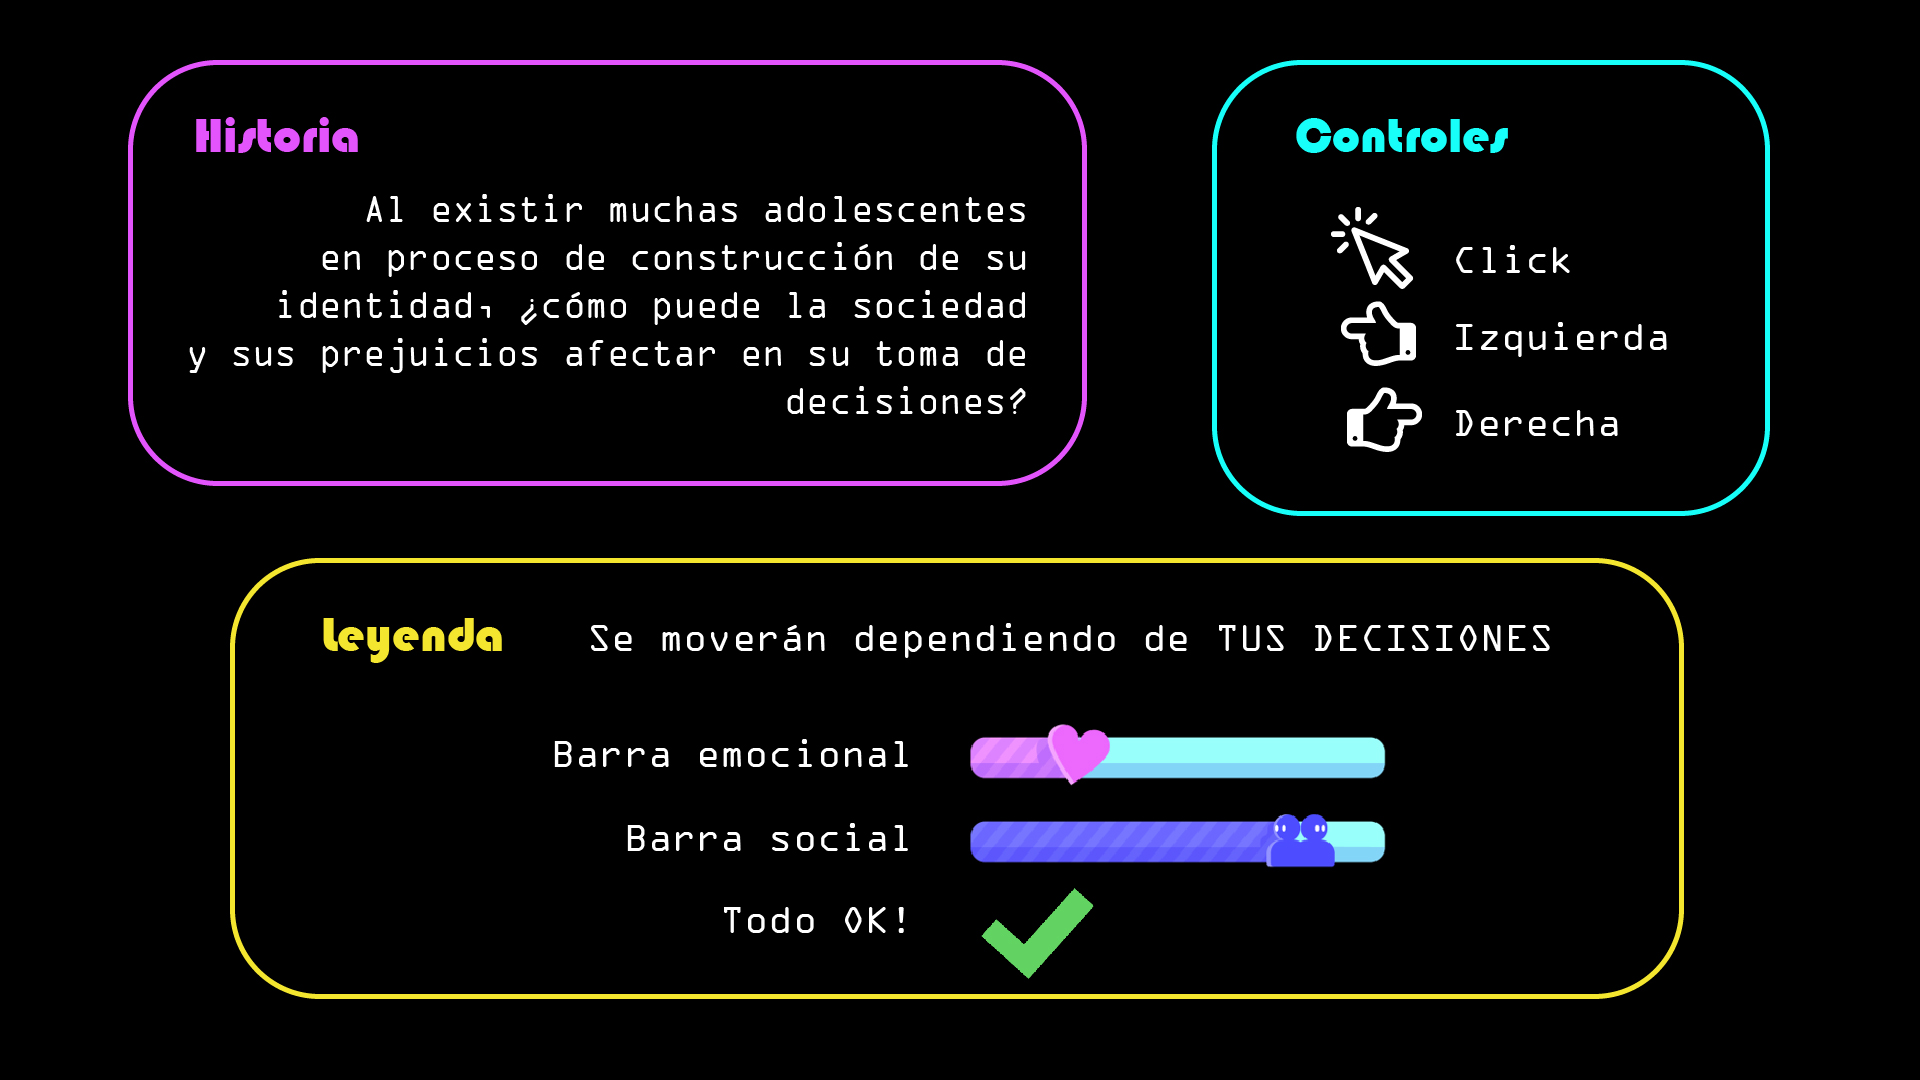 Historia
Al existir muchas adolescentes
en proceso de construcción de su
identidad, ¿cómo puede la sociedad
y sus prejuicios afectar en su toma de
decisiones?
Controles
Click
Izquierda
Derecha
Leyenda
Se moverán dependiendo de TUS DECISIONES
Barra emocional
Barra social
Todo OK!